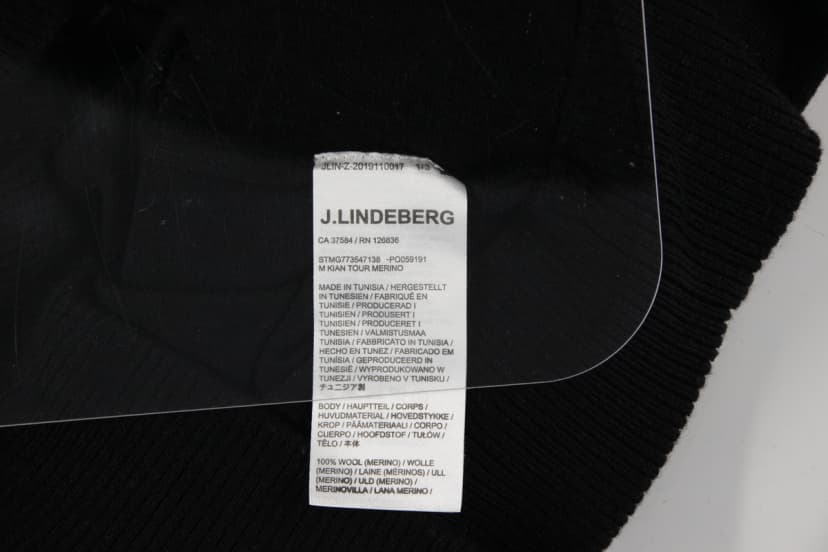 JLIN-Z-2019110017 1/3
J.LINDEBERG
CA 37584 / RN 126836
STMG773547138 -PO059191
M KIAN TOUR MERINO
MADE IN TUNISIA / HERGESTELLT
IN TUNESIEN / FABRIQUÉ EN
TUNISIE / PRODUCERAD I
TUNISIEN / PRODUSERT I
TUNISIEN / PRODUCERET I
TUNESIEN / VALMISTUSMAA
TUNISIA / FABBRICATO IN TUNISIA /
HECHO EN TUNEZ / FABRICADO EM
TUNÍSIA / GEPRODUCEERD IN
TUNESIË / WYPRODUKOWANO W
TUNEZJI / VYROBENO V TUNISKU /
チュニジア製
BODY / HAUPTTEIL / CORPS /
HUVUDMATERIAL / HOVEDSTYKKE /
KROP / PÄÄMATERIAALI / CORPO /
CUERPO / HOOFDSTOF / TUŁÓW /
TĚLO / 本体
100% WOOL (MERINO) / WOLLE
(MERINO) / LAINE (MERINOS) / ULL
(MERINO) / ULD (MERINO) /
MERINOVILLA / LANA MERINO /